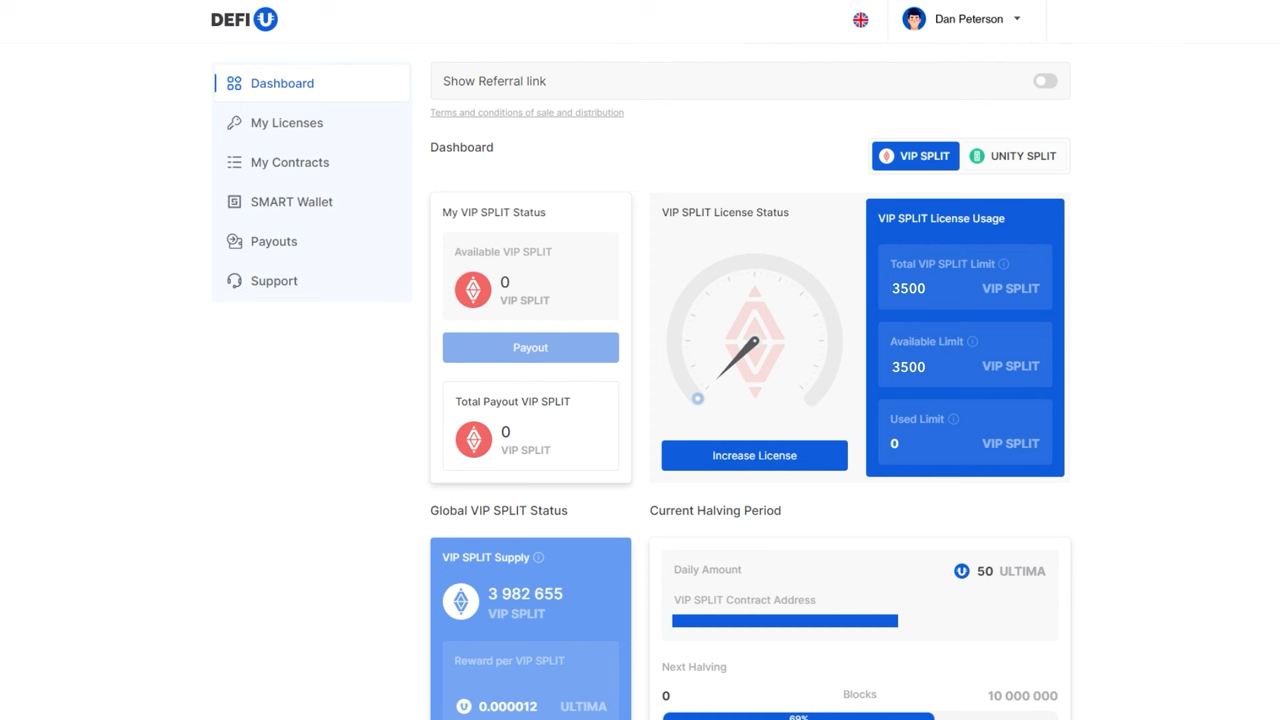 DEFI U
Dan Peterson
Dashboard
My Licenses
My Contracts
SMART Wallet
Payouts
Support
Show Referral link
Terms and conditions of sale and distribution
Dashboard
VIP SPLIT
UNITY SPLIT
My VIP SPLIT Status
Available VIP SPLIT
0
VIP SPLIT
Payout
Total Payout VIP SPLIT
0
VIP SPLIT
VIP SPLIT License Status
Increase License
VIP SPLIT License Usage
Total VIP SPLIT Limit
3500 VIP SPLIT
Available Limit
3500 VIP SPLIT
Used Limit
0 VIP SPLIT
Global VIP SPLIT Status
VIP SPLIT Supply
3 982 655
VIP SPLIT
Reward per VIP SPLIT
0.000012 ULTIMA
Current Halving Period
Daily Amount 50 ULTIMA
VIP SPLIT Contract Address
Next Halving
0 Blocks 10 000 000
69%